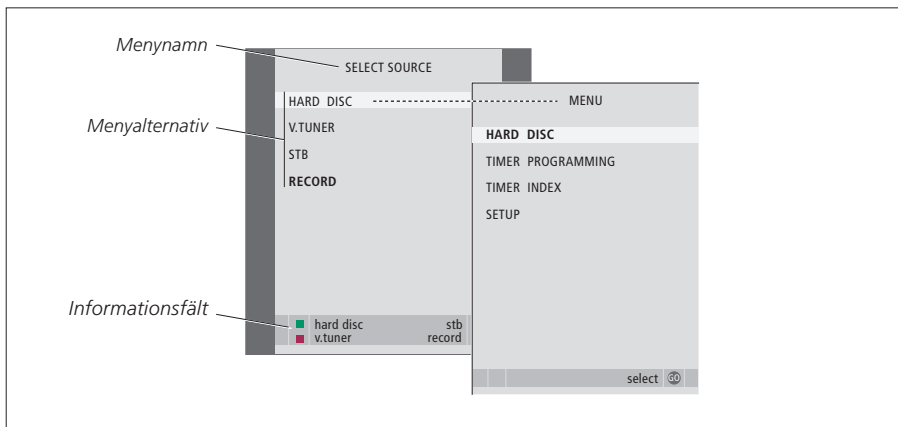 Menynamn
SELECT SOURCE
HARD DISC
MENU
Menyalternativ
V.TUNER
STB
RECORD
HARD DISC
TIMER PROGRAMMING
TIMER INDEX
SETUP
Informationsfält
hard disc stb
v.tuner record
select GO